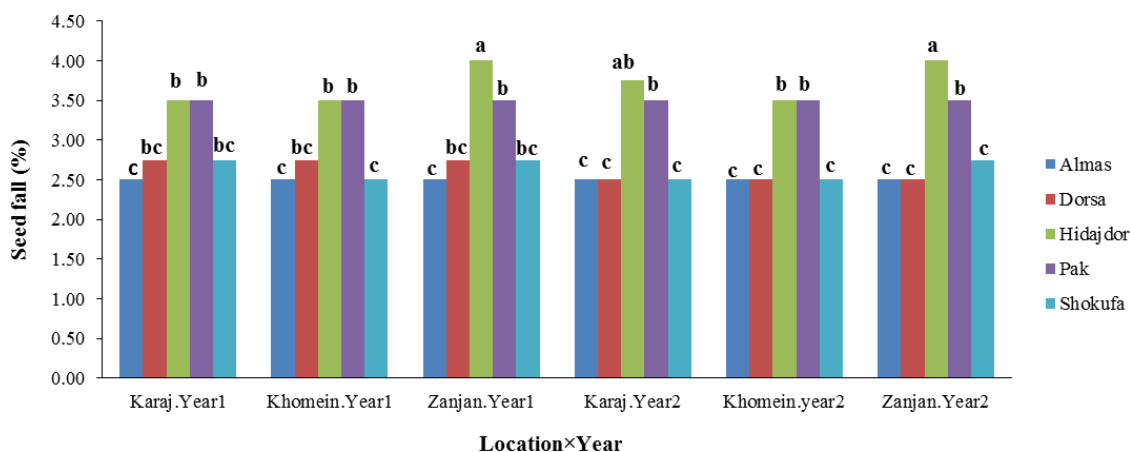 Seed fall (%)
4.50
4.00
3.50
3.00
2.50
2.00
1.50
1.00
0.50
0.00
c bc b b bc
c bc b b c
c bc a b bc
c c ab b c
c c b b c
c c a b c
Karaj.Year1 Khomein.Year1 Zanjan.Year1 Karaj.Year2 Khomein.year2 Zanjan.Year2
Location×Year
Almas
Dorsa
Hidajdor
Pak
Shokufa